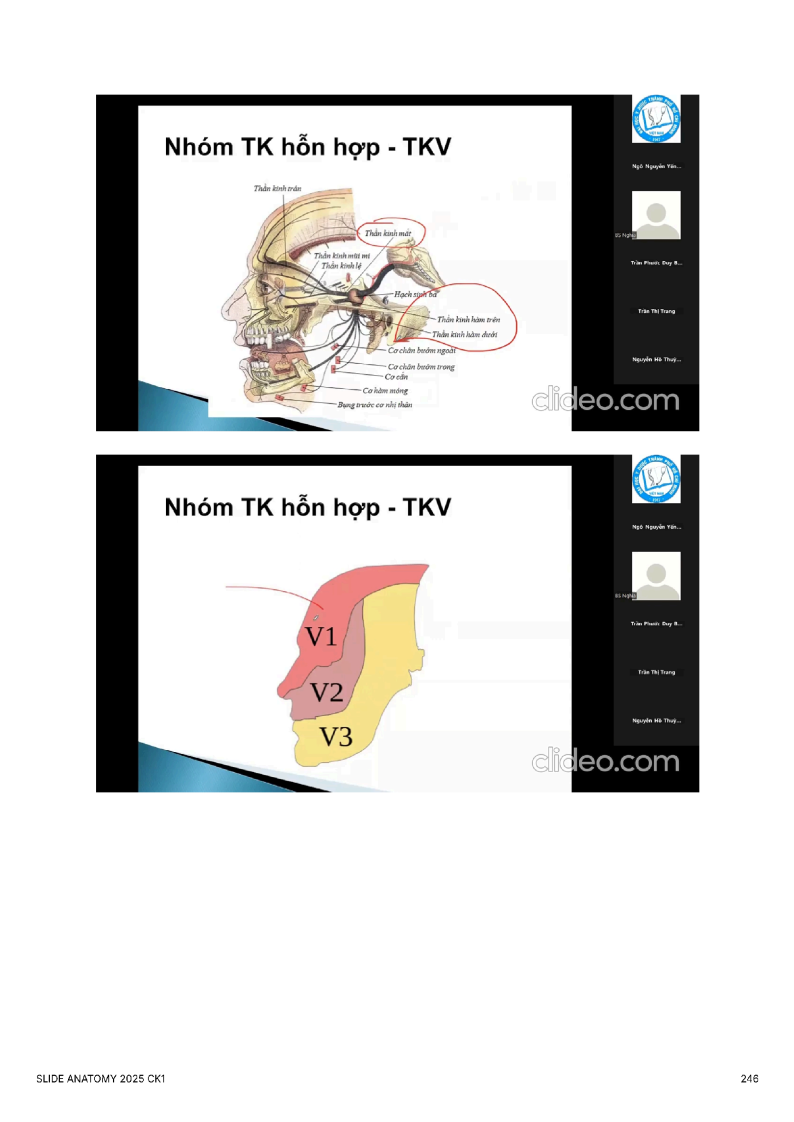 Nhóm TK hỗn hợp - TKV
Thần kinh trán
Thần kinh mắt
Thần kinh mũi mi
Thần kinh lệ
Hạch sinh ba
Thần kinh hàm trên
Thần kinh hàm dưới
Cơ chân bướm ngoài
Cơ chân bướm trong
Cơ cắn
Cơ hàm móng
Bụng trước cơ nhị thân
clideo.com
Ngô Nguyễn Yến...
BS Nghĩa
Trần Phước Duy B...
Trần Thị Trang
Nguyễn Hồ Thuỳ...
Nhóm TK hỗn hợp - TKV
V1
V2
V3
clideo.com
Ngô Nguyễn Yến...
BS Nghĩa
Trần Phước Duy B...
Trần Thị Trang
Nguyễn Hồ Thuỳ...
SLIDE ANATOMY 2025 CK1
246